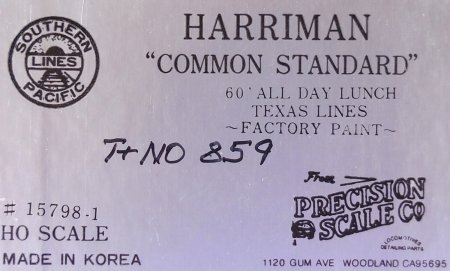 SOUTHERN
LINES
PACIFIC
HARRIMAN
"COMMON STANDARD"
60' ALL DAY LUNCH
TEXAS LINES
~FACTORY PAINT~
T+NO 859
# 15798-1
HO SCALE
MADE IN KOREA
From
PRECISION
SCALE Co
LOCOMOTIVES
DETAILING PARTS
1120 GUM AVE WOODLAND CA95695